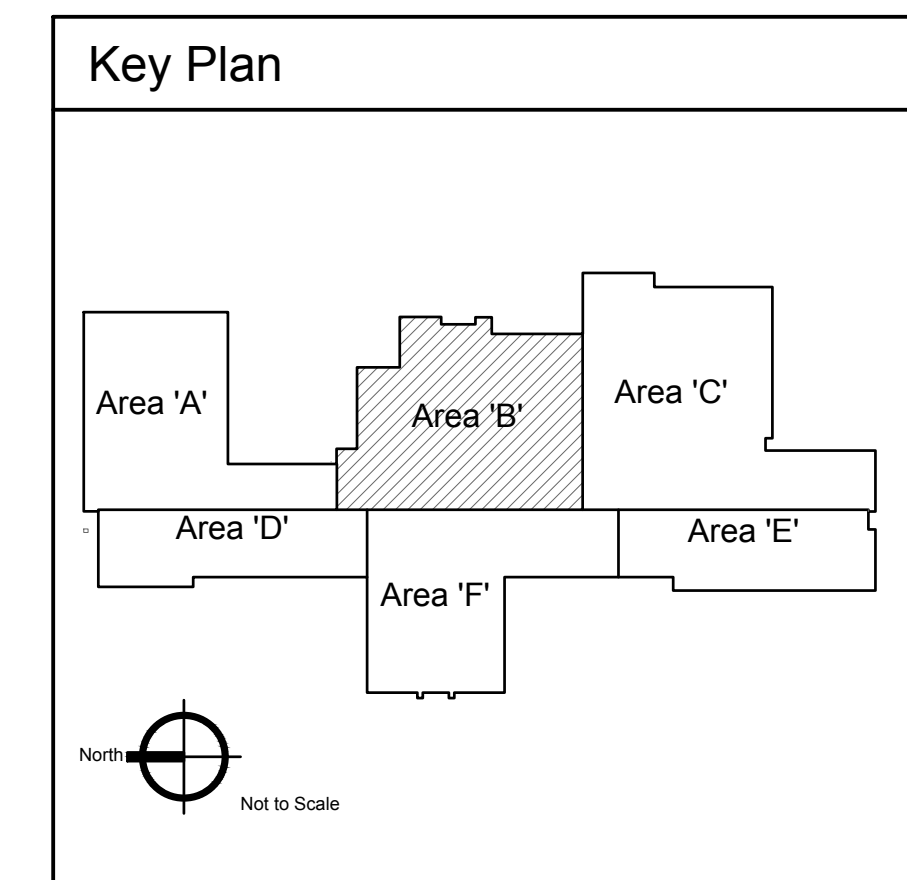 Key Plan
Area 'A'
Area 'B'
Area 'C'
Area 'D'
Area 'E'
Area 'F'
North
Not to Scale